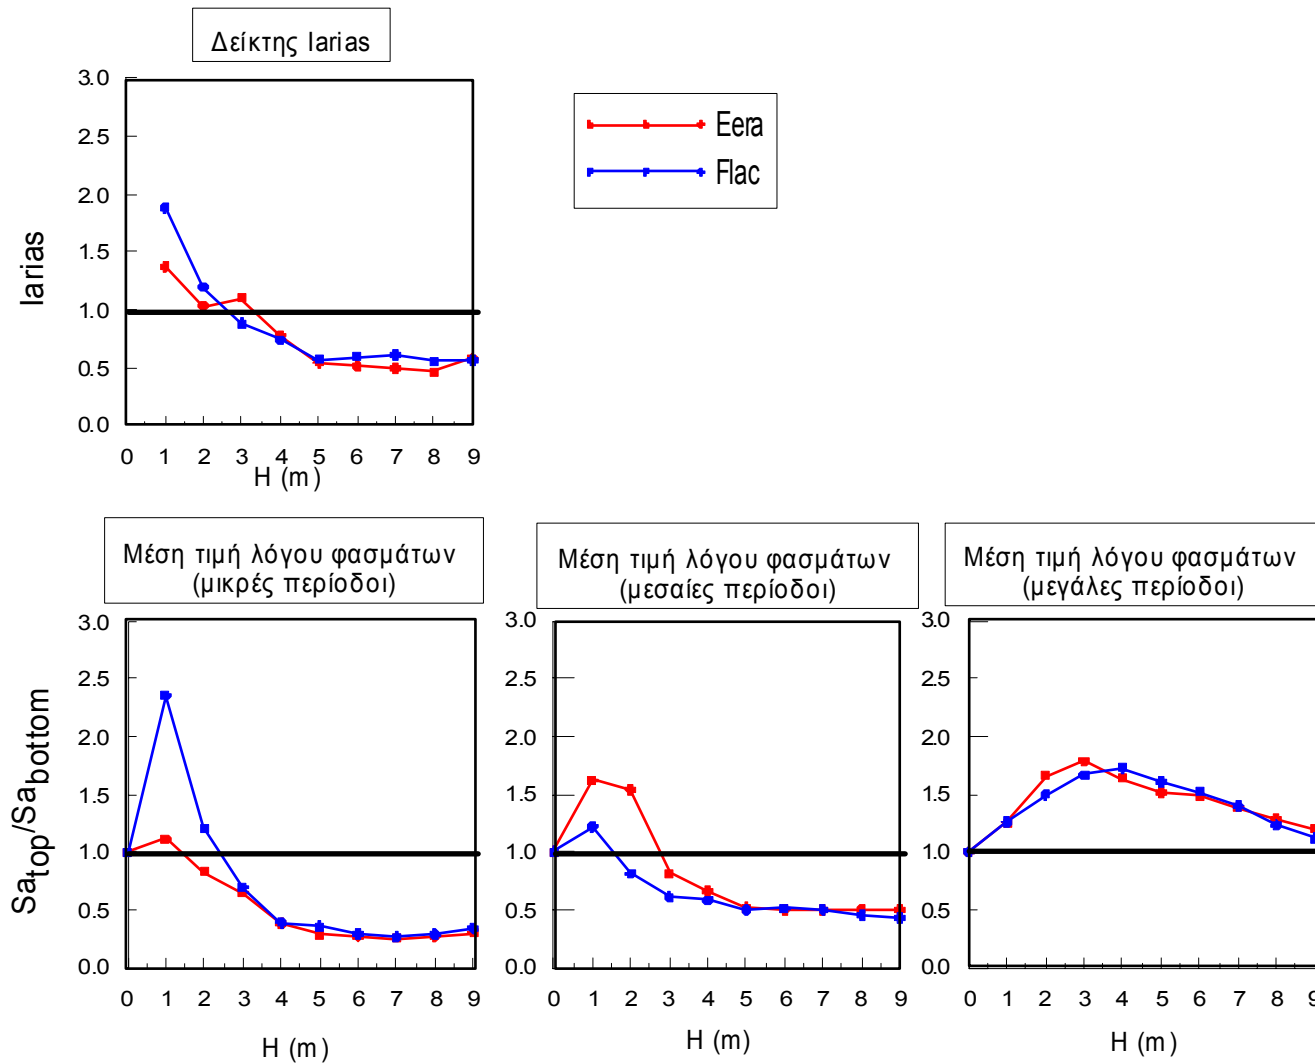 Δείκτης Iarias
3.0
2.5
2.0
1.5
1.0
0.5
0.0
Iarias
0 1 2 3 4 5 6 7 8 9
H (m)
Eera
Flac
Μέση τιμή λόγου φασμάτων
(μικρές περίοδοι)
3.0
2.5
2.0
1.5
1.0
0.5
0.0
Satop/Sabottom
0 1 2 3 4 5 6 7 8 9
H (m)
Μέση τιμή λόγου φασμάτων
(μεσαίες περίοδοι)
3.0
2.5
2.0
1.5
1.0
0.5
0.0
0 1 2 3 4 5 6 7 8 9
H (m)
Μέση τιμή λόγου φασμάτων
(μεγάλες περίοδοι)
3.0
2.5
2.0
1.5
1.0
0.5
0.0
0 1 2 3 4 5 6 7 8 9
H (m)